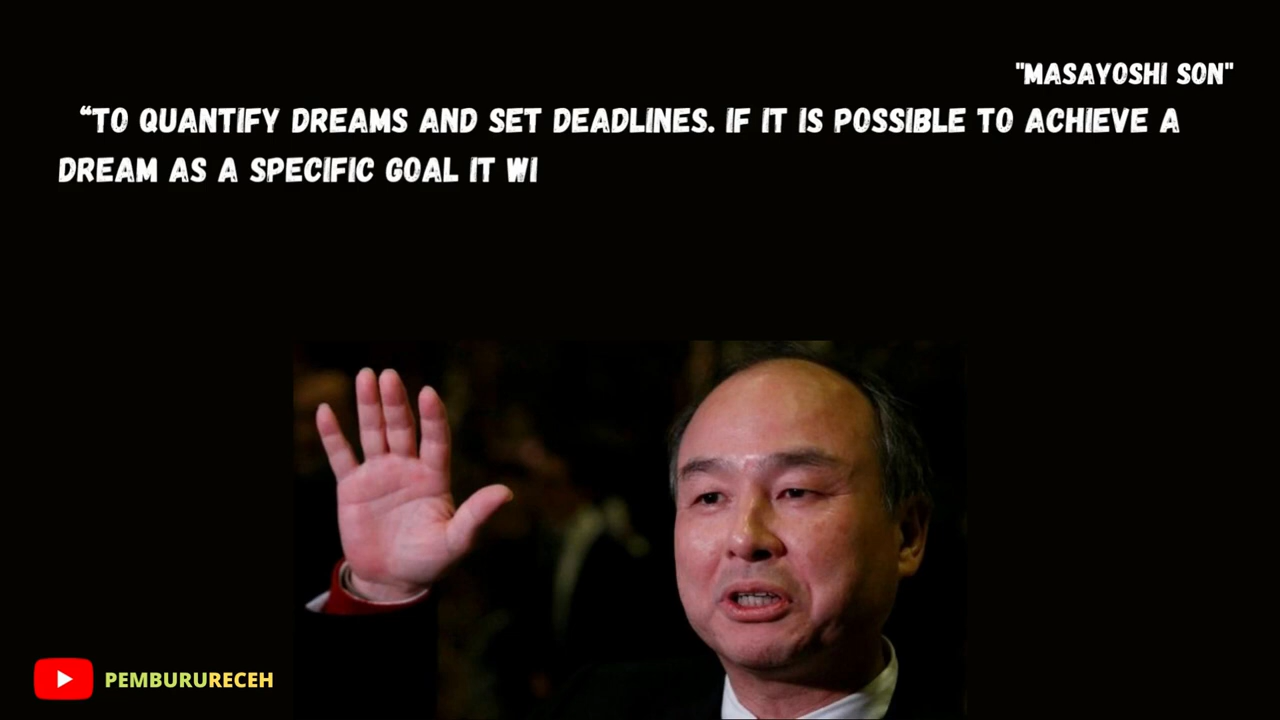 "MASAYOSHI SON"
“TO QUANTIFY DREAMS AND SET DEADLINES. IF IT IS POSSIBLE TO ACHIEVE A
DREAM AS A SPECIFIC GOAL IT WI
PEMBURURECEH